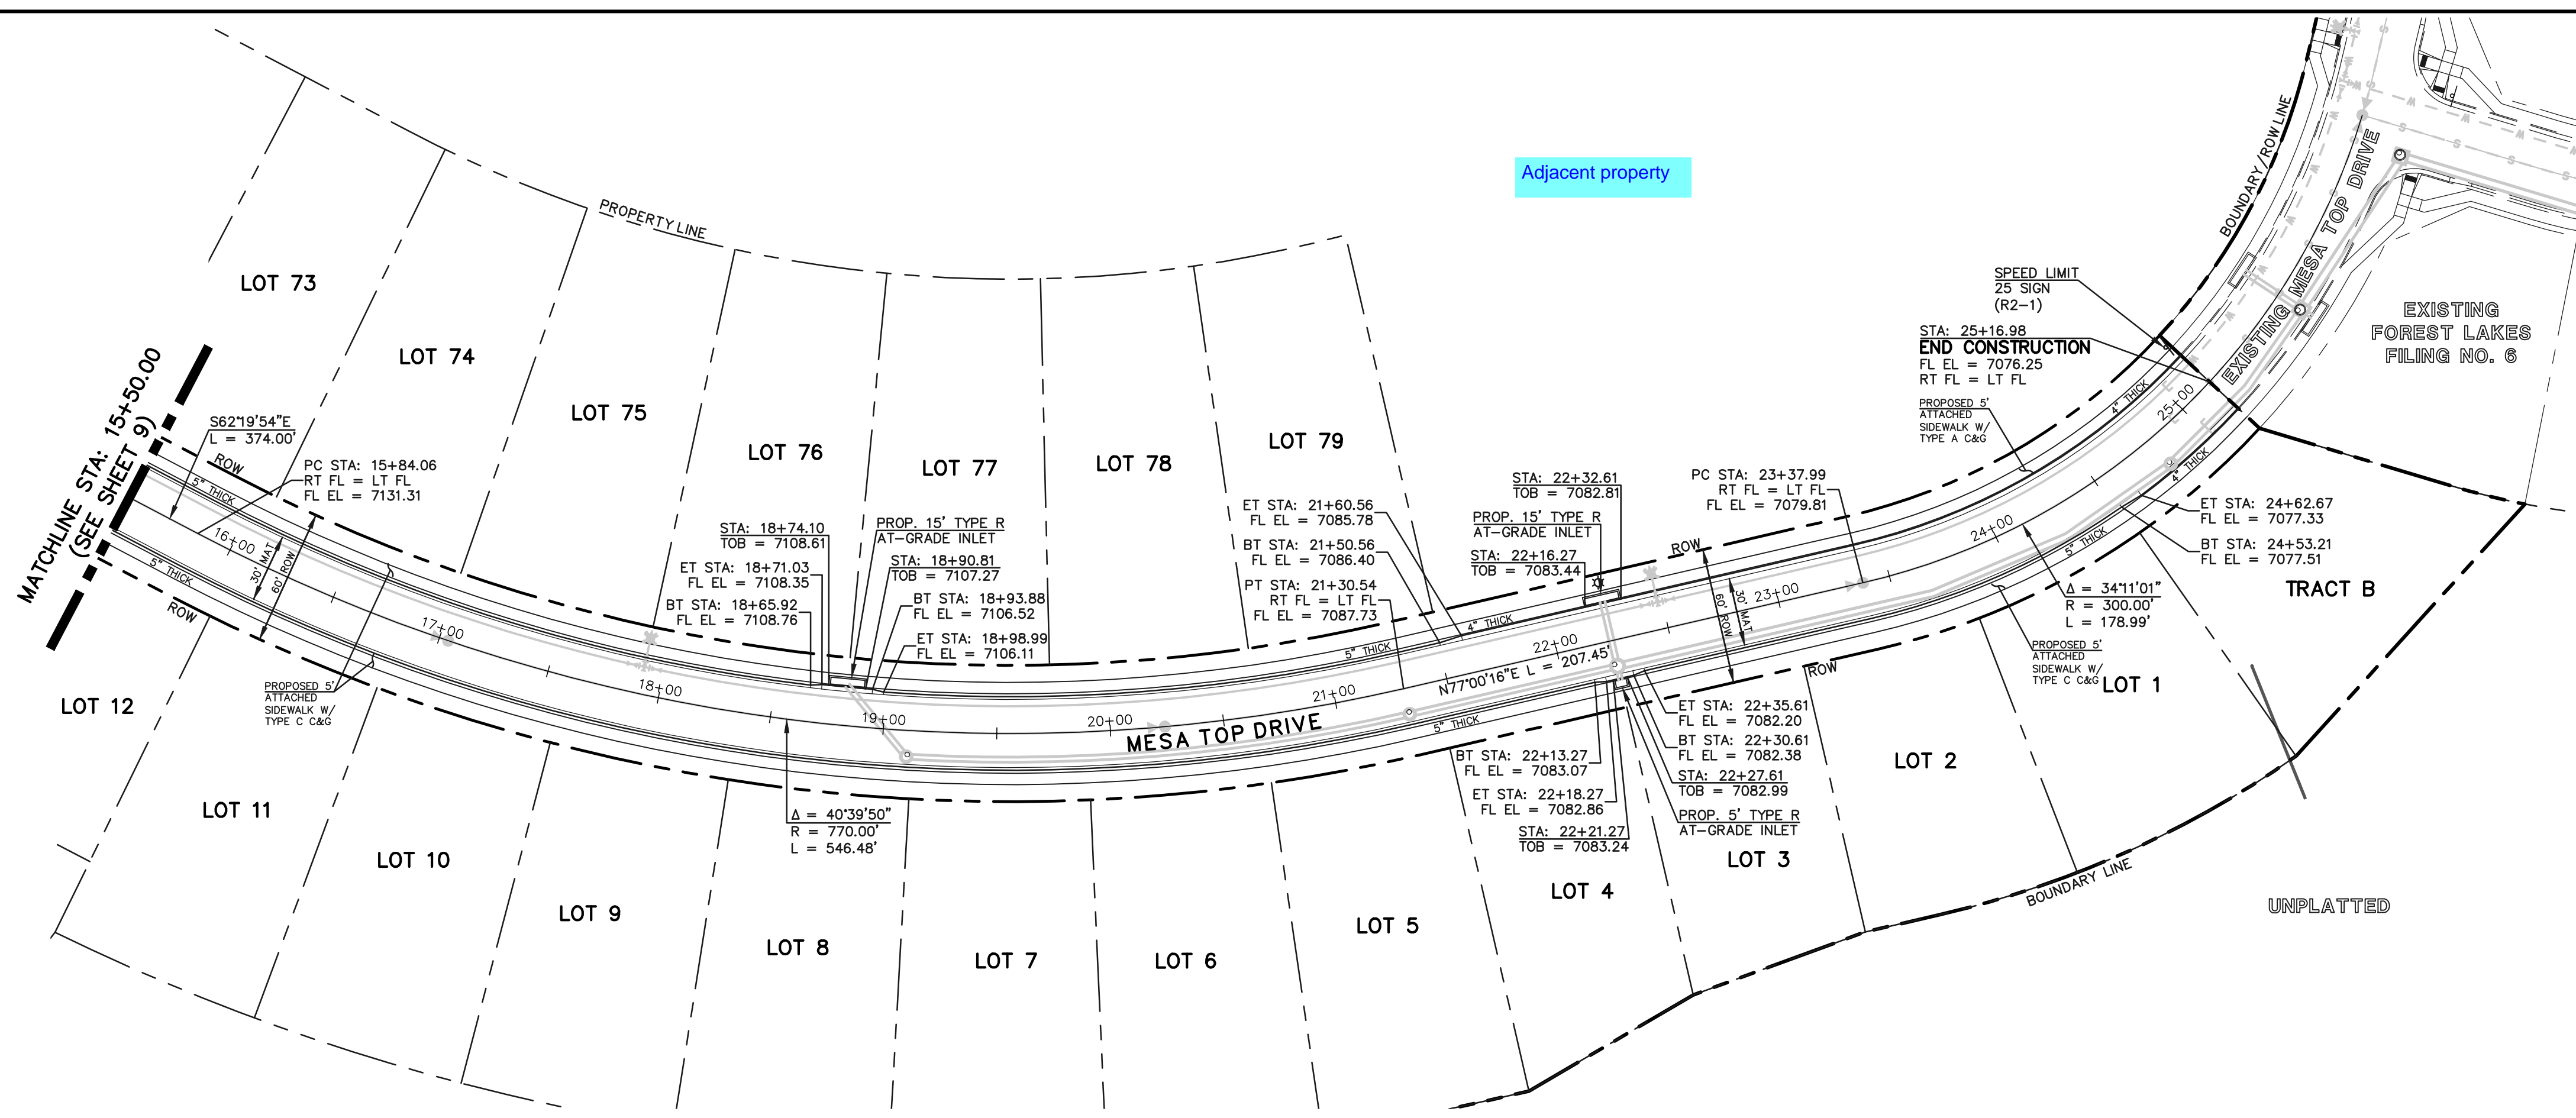 Adjacent property
BOUNDARY/ROW LINE
EXISTING MESA TOP DRIVE
EXISTING
FOREST LAKES
FILING NO. 6
PROPERTY LINE
LOT 73
LOT 74
LOT 75
LOT 76
LOT 77
LOT 78
LOT 79
MATCHLINE STA: 15+50.00
(SEE SHEET 9)
S62°19'54"E
L = 374.00'
ROW
5" THICK
PC STA: 15+84.06
RT FL = LT FL
FL EL = 7131.31
5" THICK
ROW
16+00
30' MAT
60' ROW
17+00
18+00
19+00
20+00
21+00
22+00
23+00
24+00
25+00
PROPOSED 5'
ATTACHED
SIDEWALK W/
TYPE C C&G
STA: 18+74.10
TOB = 7108.61
ET STA: 18+71.03
FL EL = 7108.35
BT STA: 18+65.92
FL EL = 7108.76
PROP. 15' TYPE R
AT-GRADE INLET
STA: 18+90.81
TOB = 7107.27
BT STA: 18+93.88
FL EL = 7106.52
ET STA: 18+98.99
FL EL = 7106.11
Δ = 40°39'50"
R = 770.00'
L = 546.48'
MESA TOP DRIVE
ET STA: 21+60.56
FL EL = 7085.78
BT STA: 21+50.56
FL EL = 7086.40
PT STA: 21+30.54
RT FL = LT FL
FL EL = 7087.73
5" THICK
4" THICK
N77°00'16"E L = 207.45'
5" THICK
STA: 22+32.61
TOB = 7082.81
PROP. 15' TYPE R
AT-GRADE INLET
STA: 22+16.27
TOB = 7083.44
ROW
60' ROW
30' MAT
ROW
PC STA: 23+37.99
RT FL = LT FL
FL EL = 7079.81
BT STA: 22+13.27
FL EL = 7083.07
ET STA: 22+18.27
FL EL = 7082.86
STA: 22+21.27
TOB = 7083.24
ET STA: 22+35.61
FL EL = 7082.20
BT STA: 22+30.61
FL EL = 7082.38
STA: 22+27.61
TOB = 7082.99
PROP. 5' TYPE R
AT-GRADE INLET
SPEED LIMIT
25 SIGN
(R2-1)
STA: 25+16.98
END CONSTRUCTION
FL EL = 7076.25
RT FL = LT FL
PROPOSED 5'
ATTACHED
SIDEWALK W/
TYPE A C&G
4" THICK
4" THICK
5" THICK
ET STA: 24+62.67
FL EL = 7077.33
BT STA: 24+53.21
FL EL = 7077.51
Δ = 34°11'01"
R = 300.00'
L = 178.99'
PROPOSED 5'
ATTACHED
SIDEWALK W/
TYPE C C&G
TRACT B
LOT 12
LOT 11
LOT 10
LOT 9
LOT 8
LOT 7
LOT 6
LOT 5
LOT 4
LOT 3
LOT 2
LOT 1
BOUNDARY LINE
UNPLATTED